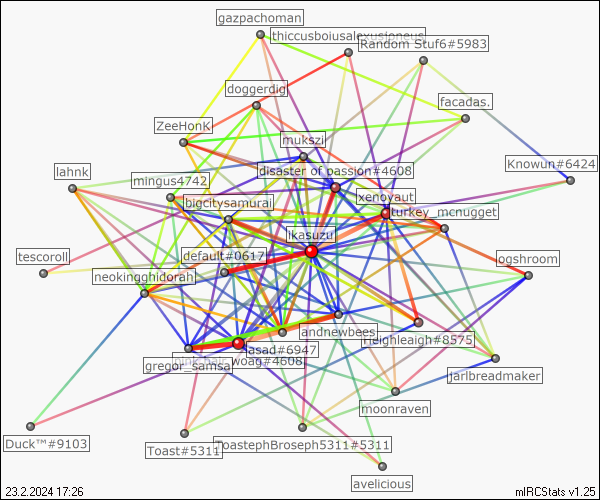 gazpachoman
thiccusboiusalexusipneus
Random Stuf6#5983
doggerdig
facadas.
ZeeHonK
mukszi
disaster of passion#4608
Knowun#6424
lahnk
mingus4742
xenoyaut
bigcitysamurai
turkey_mcnugget
Ikasuzu
default#0617
ogshroom
tescoroll
neokingghidorah
andnewbees
Heighleaigh#8575
asad#6947
woag#4608
gregor_samsa
jarlbreadmaker
moonraven
Duck™#9103
Toast#5311
ToastephBroseph5311#5311
avelicious
23.2.2024 17:26
mIRCStats v1.25